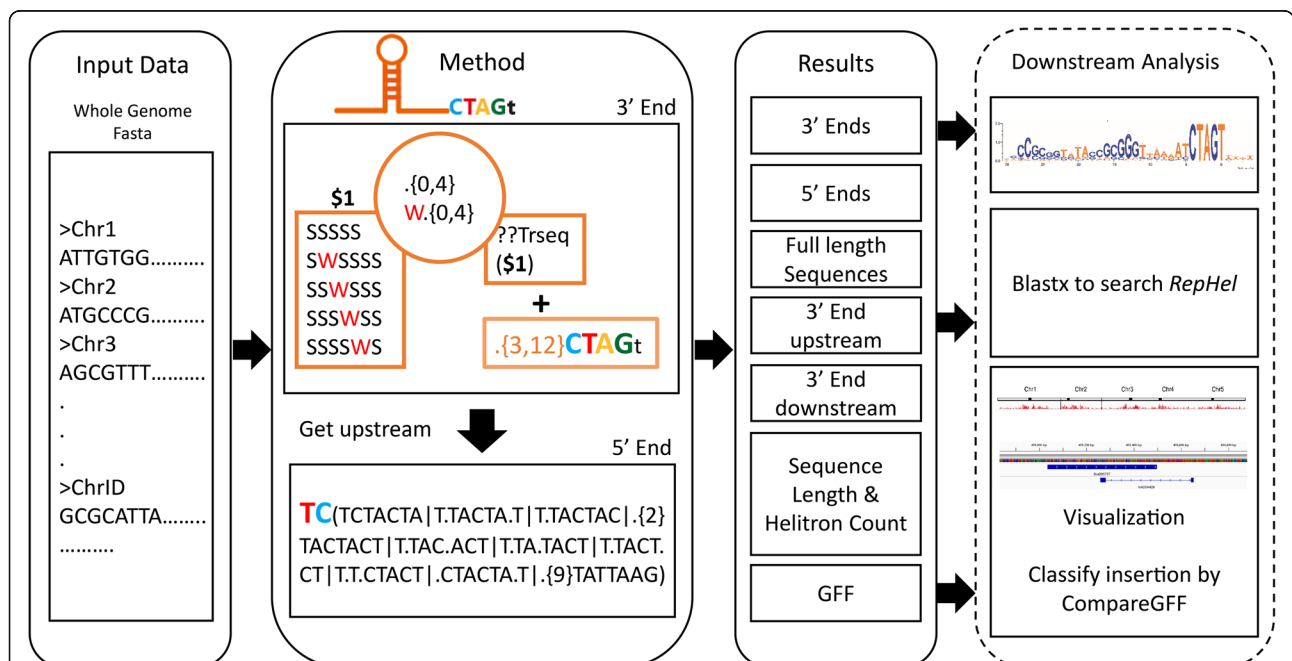 Input Data
Whole Genome
Fasta
>Chr1
ATTGTGG..........
>Chr2
ATGCCCG..........
>Chr3
AGCGTTT..........
.
.
.
>ChrID
GCGCATTA........
..........
Method
CTAGt
3’ End
$1
SSSSS
SWSSSS
SSWSSS
SSSWSS
SSSSWS
.{0,4}
W.{0,4}
??Trseq
($1)
+
.{3,12}CTAGt
Get upstream
5’ End
TC(TCTACTA|T.TACTA.T|T.TACTAC|.{2}
TACTACT|T.TAC.ACT|T.TA.TACT|T.TACT.
CT|T.T.CTACT|.CTACTA.T|.{9}TATTAAG)
Results
3’ Ends
5’ Ends
Full length
Sequences
3’ End
upstream
3’ End
downstream
Sequence
Length &
Helitron Count
GFF
Downstream Analysis
Blastx to search RepHel
Chr1 Chr2 Chr3 Chr4 Chr5
Visualization
Classify insertion by
CompareGFF